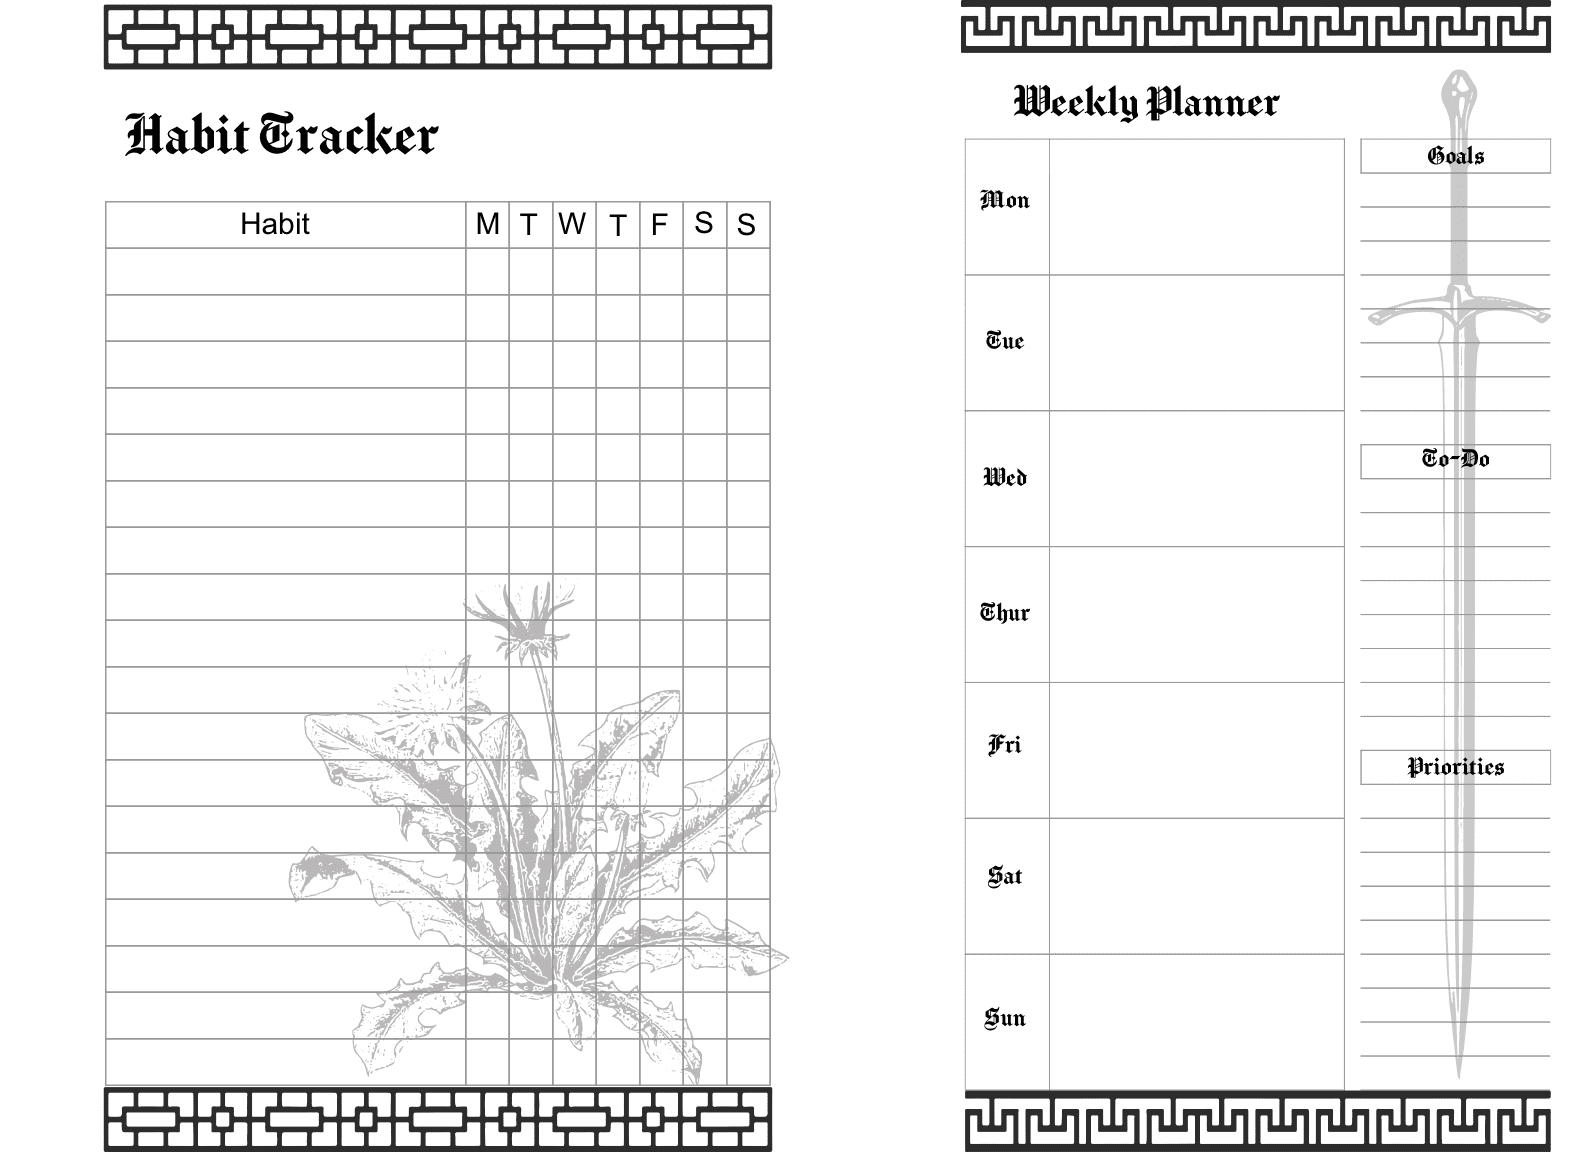 Habit Tracker
Habit M T W T F S S
Weekly Planner
Mon
Tue
Wed
Thur
Fri
Sat
Sun
Goals
To-Do
Priorities